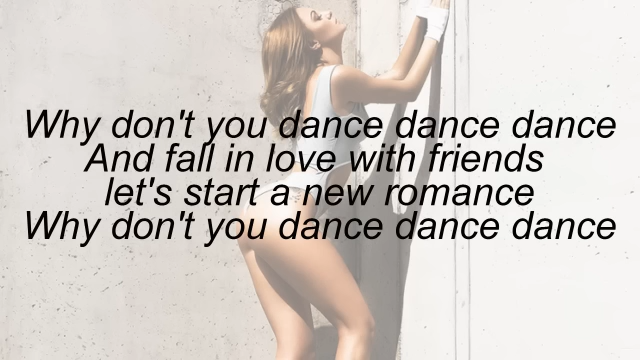 Why don't you dance dance dance
And fall in love with friends
let's start a new romance
Why don't you dance dance dance